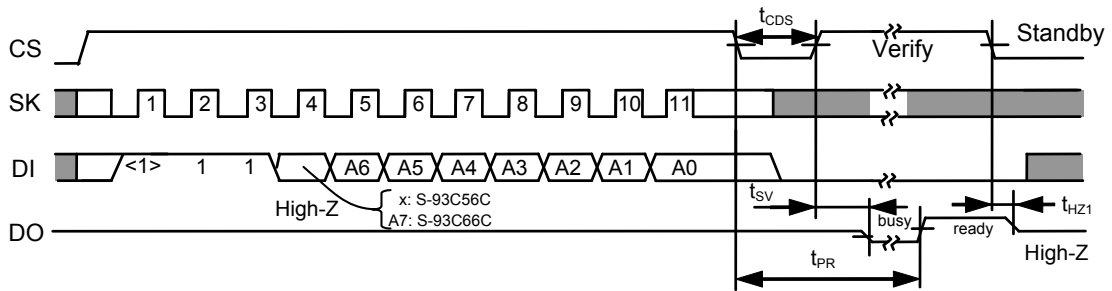 tCDS
CS
Verify
Standby
SK
1 2 3 4 5 6 7 8 9 10 11
DI
<1> 1 1 A6 A5 A4 A3 A2 A1 A0
High-Z
x: S-93C56C
A7: S-93C66C
tSV
busy
ready
tHZ1
DO
High-Z
tPR